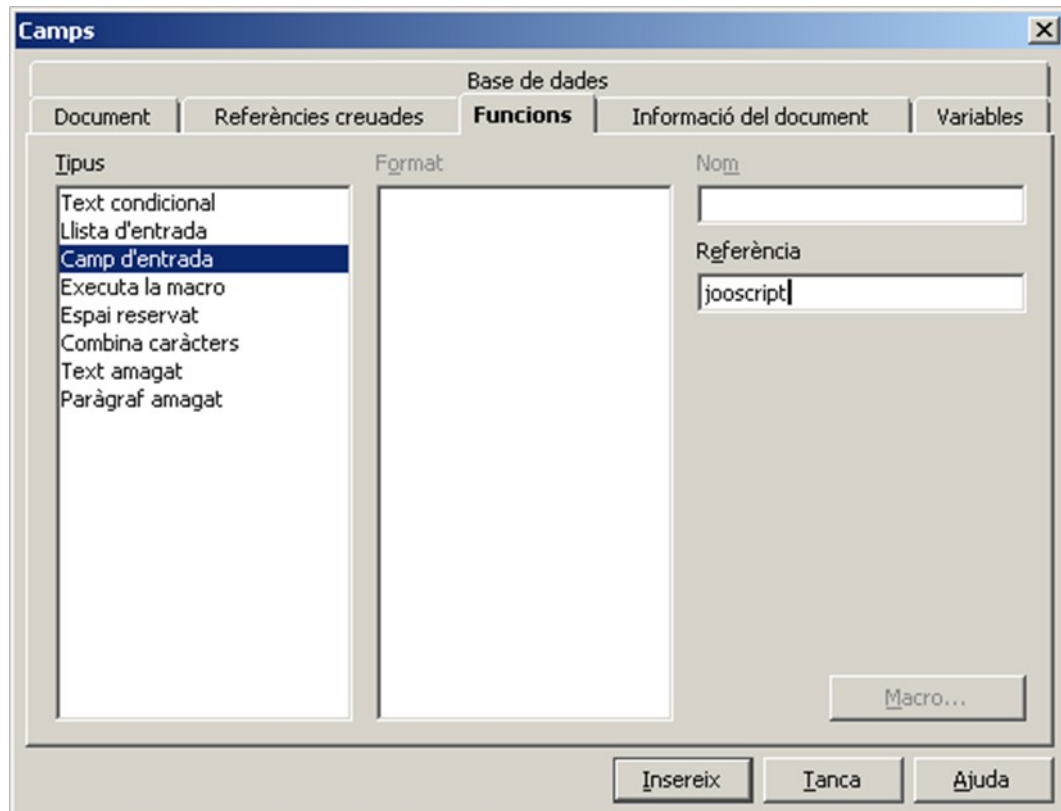 Camps
Base de dades
Document Referències creuades Funcions Informació del document Variables
Tipus
Text condicional
Llista d'entrada
Camp d'entrada
Executa la macro
Espai reservat
Combina caràcters
Text amagat
Paràgraf amagat
Format
Nom
Referència
jooscript
Macro...
Insereix Tanca Ajuda